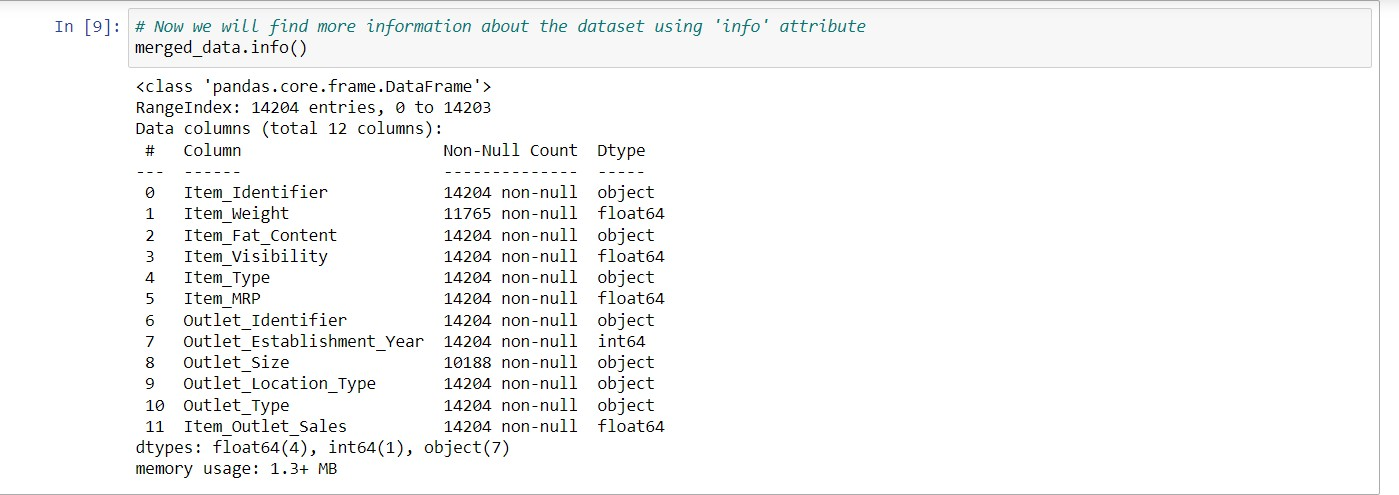 In [9]: # Now we will find more information about the dataset using 'info' attribute
merged_data.info()
<class 'pandas.core.frame.DataFrame'>
RangeIndex: 14204 entries, 0 to 14203
Data columns (total 12 columns):
 #   Column                     Non-Null Count  Dtype
---  ------                     --------------  -----
 0   Item_Identifier            14204 non-null  object
 1   Item_Weight                11765 non-null  float64
 2   Item_Fat_Content           14204 non-null  object
 3   Item_Visibility            14204 non-null  float64
 4   Item_Type                  14204 non-null  object
 5   Item_MRP                   14204 non-null  float64
 6   Outlet_Identifier          14204 non-null  object
 7   Outlet_Establishment_Year  14204 non-null  int64
 8   Outlet_Size                10188 non-null  object
 9   Outlet_Location_Type       14204 non-null  object
 10  Outlet_Type                14204 non-null  object
 11  Item_Outlet_Sales          14204 non-null  float64
dtypes: float64(4), int64(1), object(7)
memory usage: 1.3+ MB